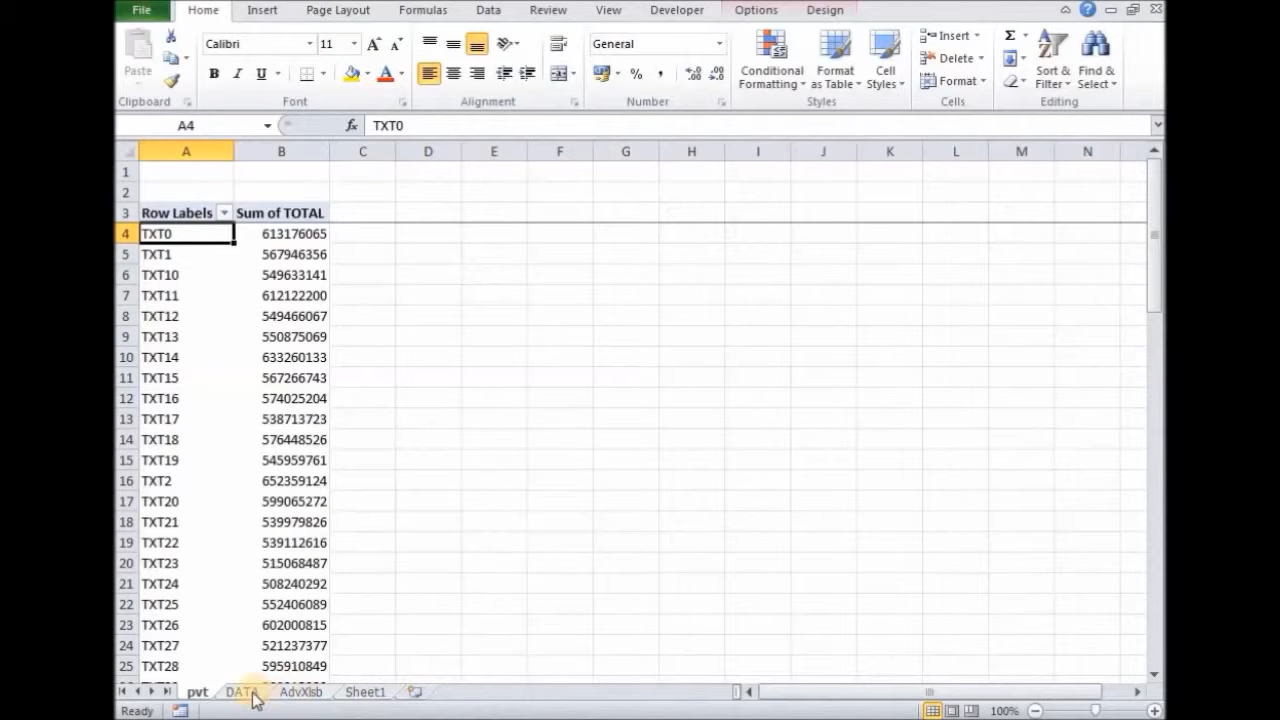 File Home Insert Page Layout Formulas Data Review View Developer Options Design
Calibri 11 General Insert Σ
Paste B I U % , Conditional Formatting Format as Table Cell Styles Delete Sort & Filter Find & Select
Format
Clipboard Font Alignment Number Styles Cells Editing
A4 fx TXT0
A B C D E F G H I J K L M N
1
2
3 Row Labels Sum of TOTAL
4 TXT0 613176065
5 TXT1 567946356
6 TXT10 549633141
7 TXT11 612122200
8 TXT12 549466067
9 TXT13 550875069
10 TXT14 633260133
11 TXT15 567266743
12 TXT16 574025204
13 TXT17 538713723
14 TXT18 576448526
15 TXT19 545959761
16 TXT2 652359124
17 TXT20 599065272
18 TXT21 539979826
19 TXT22 539112616
20 TXT23 515068487
21 TXT24 508240292
22 TXT25 552406089
23 TXT26 602000815
24 TXT27 521237377
25 TXT28 595910849
pvt DATA AdvXlsb Sheet1
Ready 100%